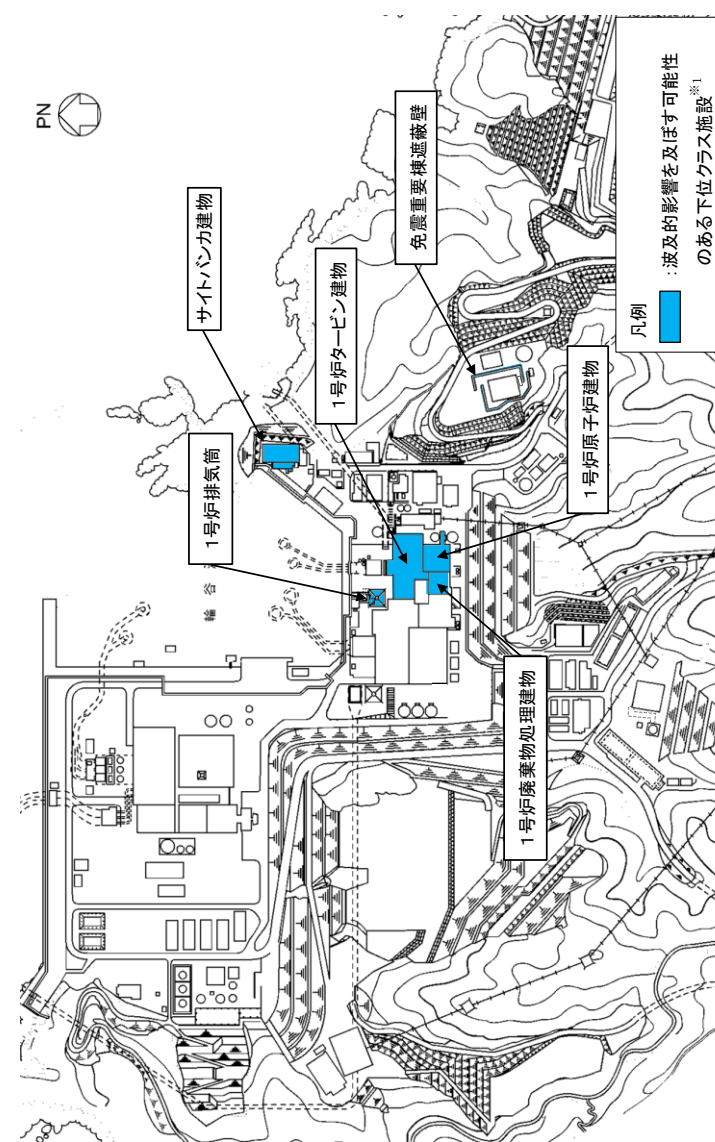 PN
サイトバンカ建物
1号炉排気筒
1号炉タービン建物
免震重要棟遮蔽壁
輪谷
1号炉原子炉建物
1号炉廃棄物処理建物
凡例
:波及的影響を及ぼす可能性
のある下位クラス施設※1